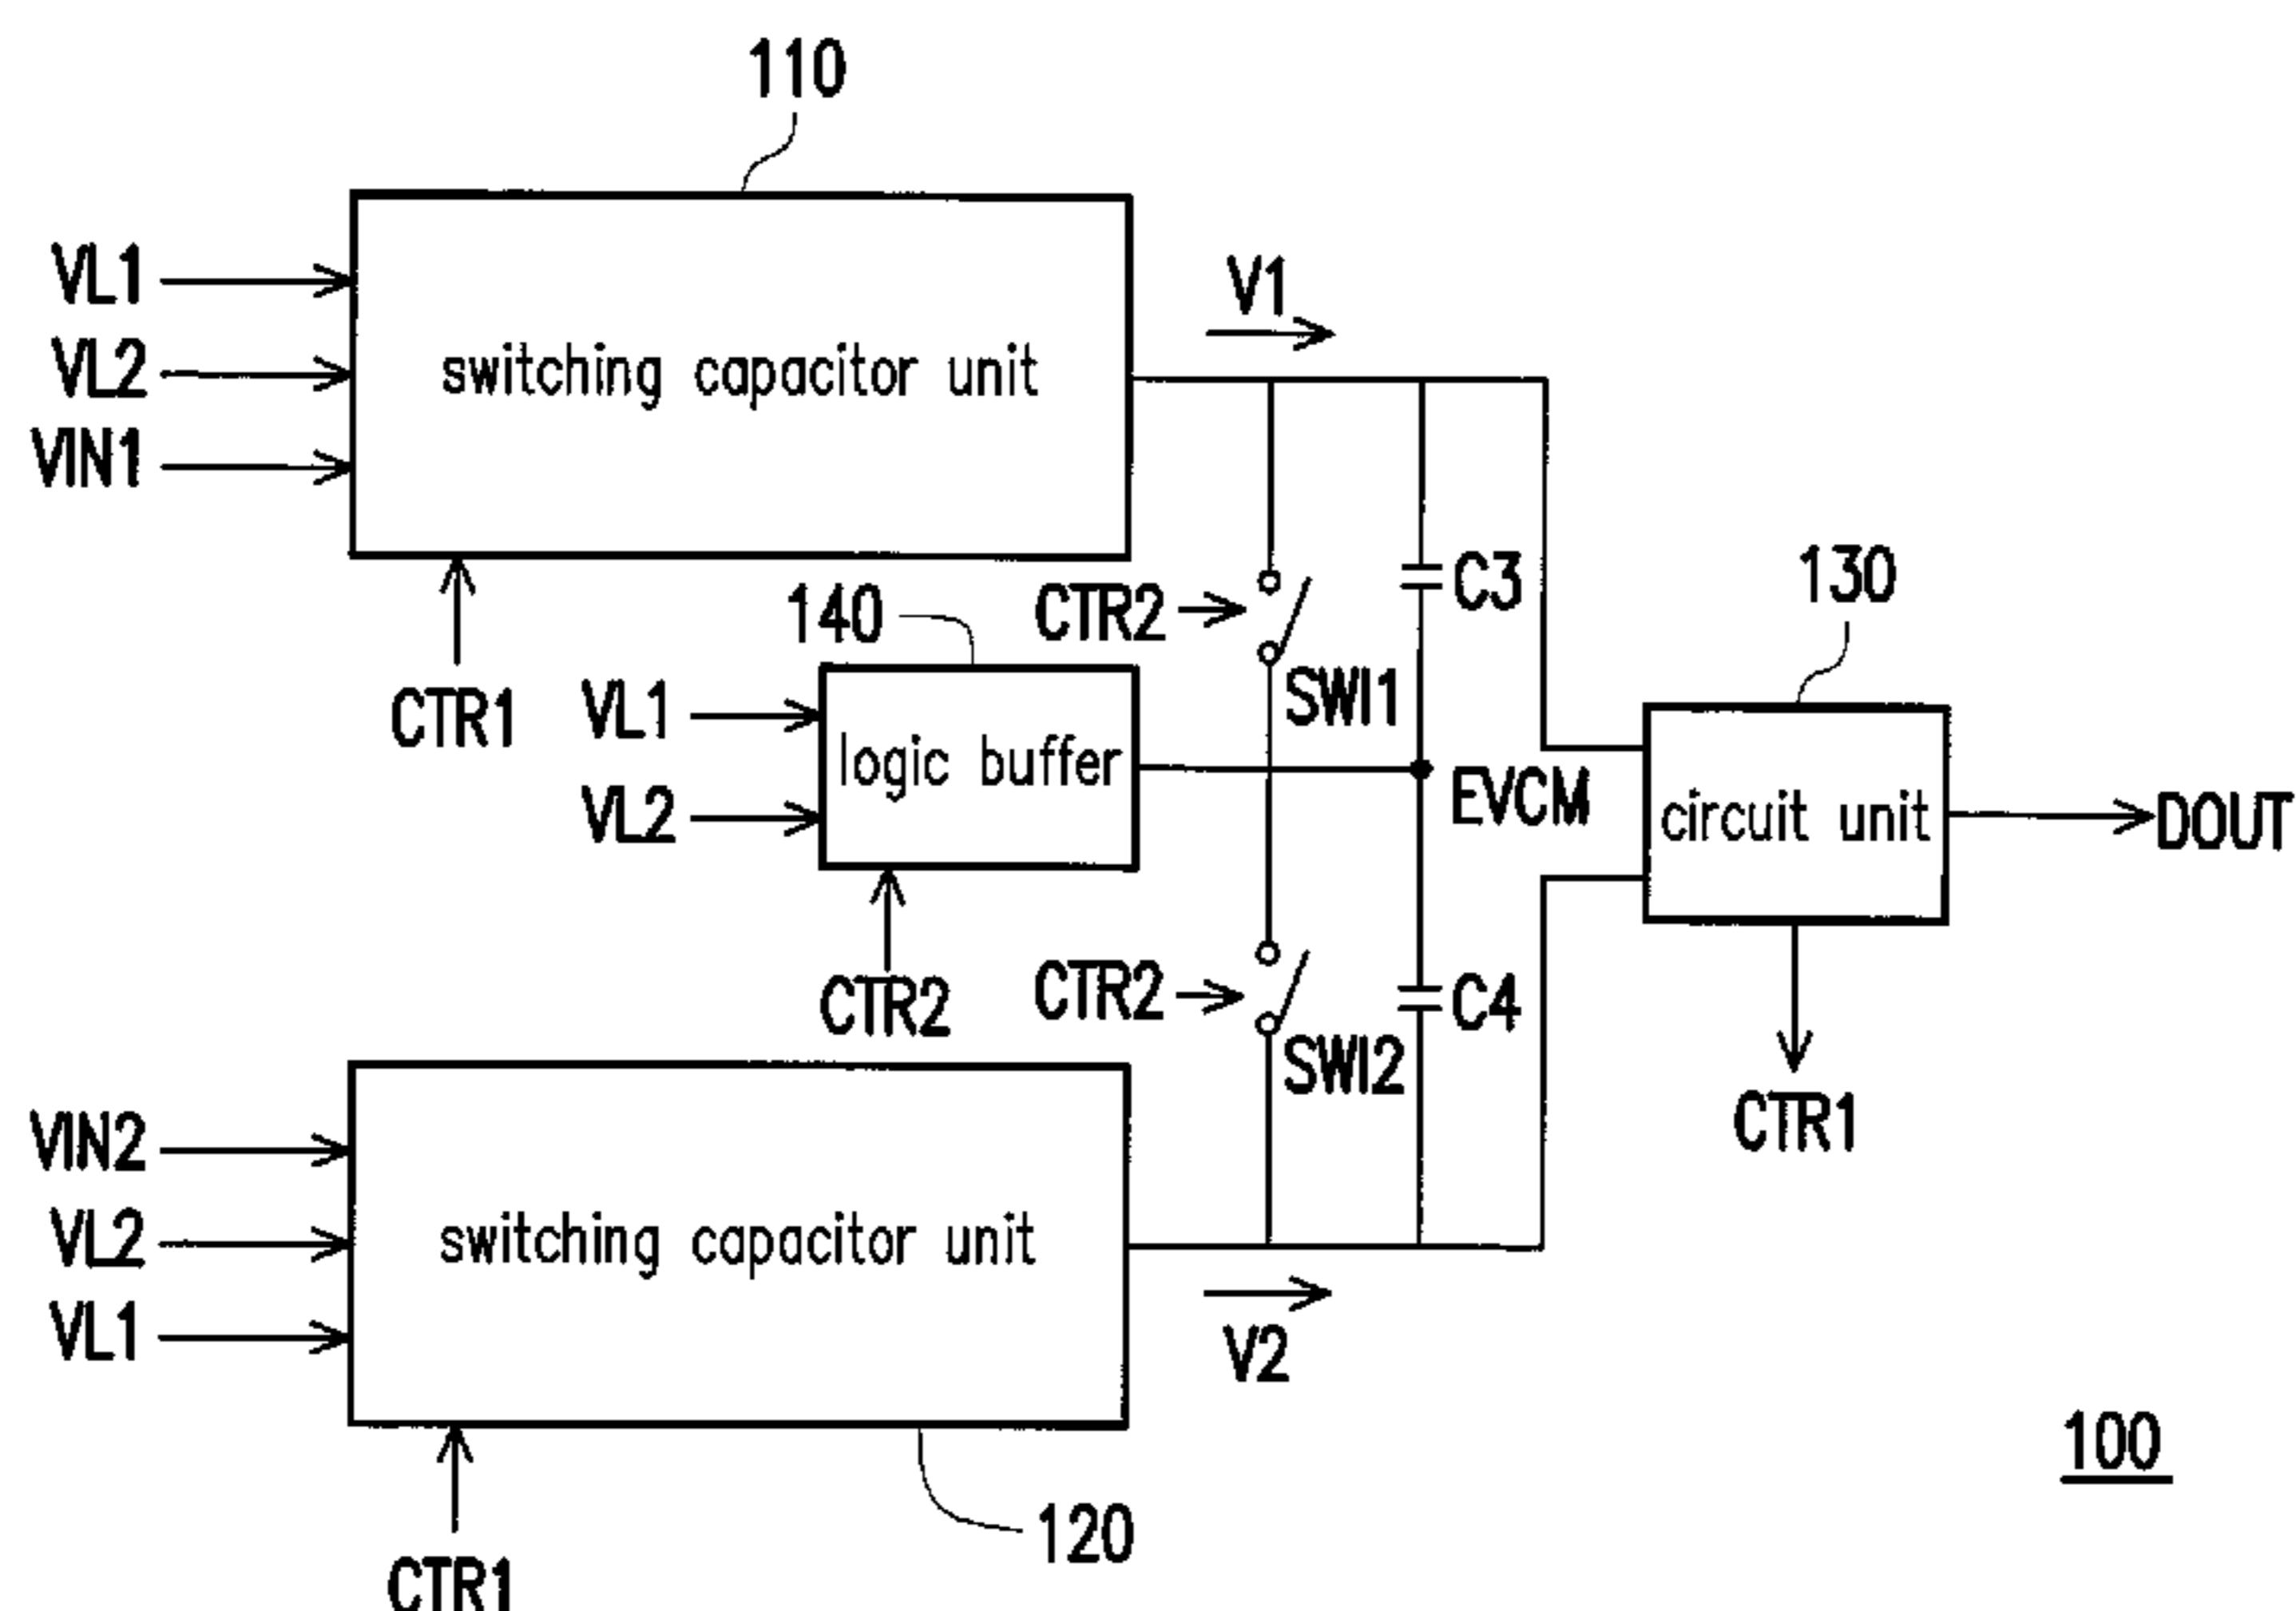 110
VL1
VL2
VIN1
switching capacitor unit
V1
CTR1
140
CTR2
C3
SWI1
130
VL1
VL2
logic buffer
EVCM
circuit unit
DOUT
CTR2
CTR2
C4
SWI2
CTR1
VIN2
VL2
VL1
switching capacitor unit
V2
CTR1
120
100